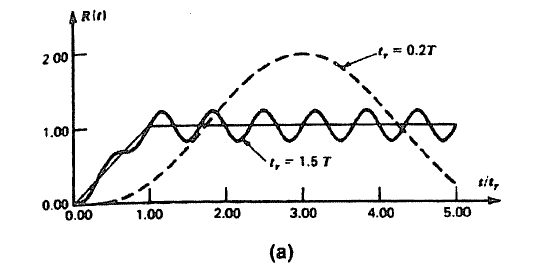 R(t)
2 00
t_r = 0.2T
1.00
t_r = 1.5 T
0.00
t/t_r
0.00 1.00 2.00 3.00 4.00 5.00
(a)